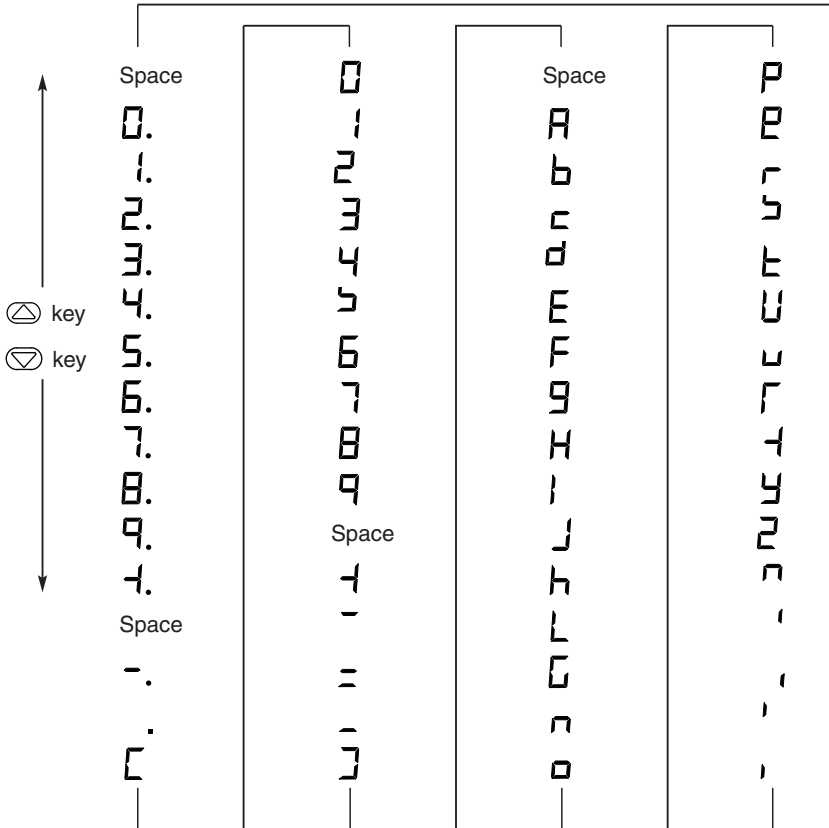 Space 0 Space P
0. 1 A e
1. 2 b r
2. 3 c S
3. 4 d t
key 4. 5 E U
key 5. 6 F u
6. 7 g
7. 8 H
8. 9 I y
9. Space J 2
h n
Space L
-. = G
. _ n
[ ] o